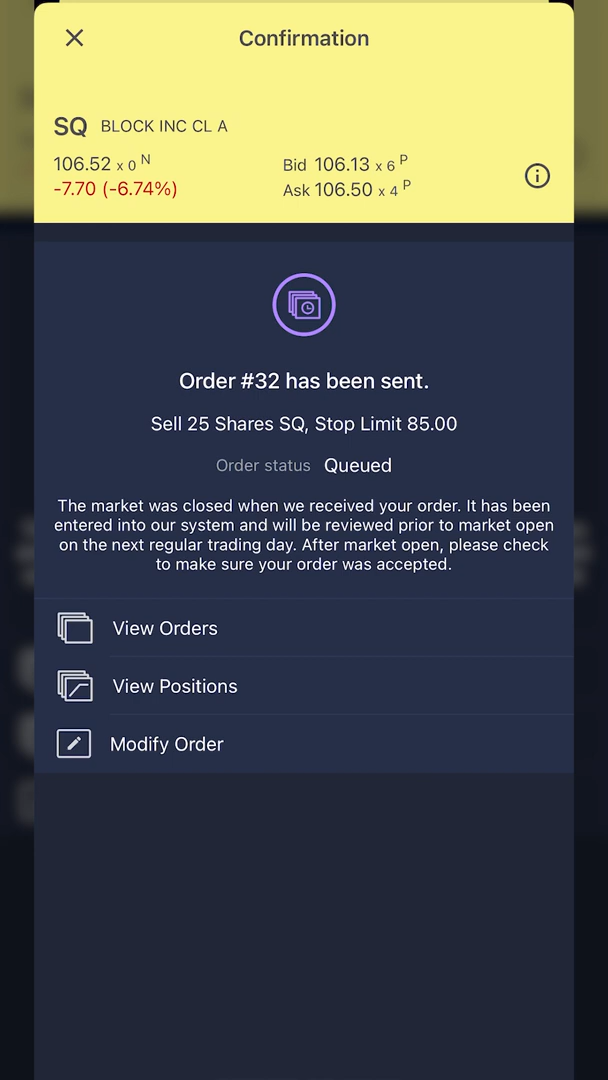 Confirmation
SQ BLOCK INC CL A
106.52 x 0 N
Bid 106.13 x 6 P
-7.70 (-6.74%)
Ask 106.50 x 4 P
Order #32 has been sent.
Sell 25 Shares SQ, Stop Limit 85.00
Order status Queued
The market was closed when we received your order. It has been
entered into our system and will be reviewed prior to market open
on the next regular trading day. After market open, please check
to make sure your order was accepted.
View Orders
View Positions
Modify Order